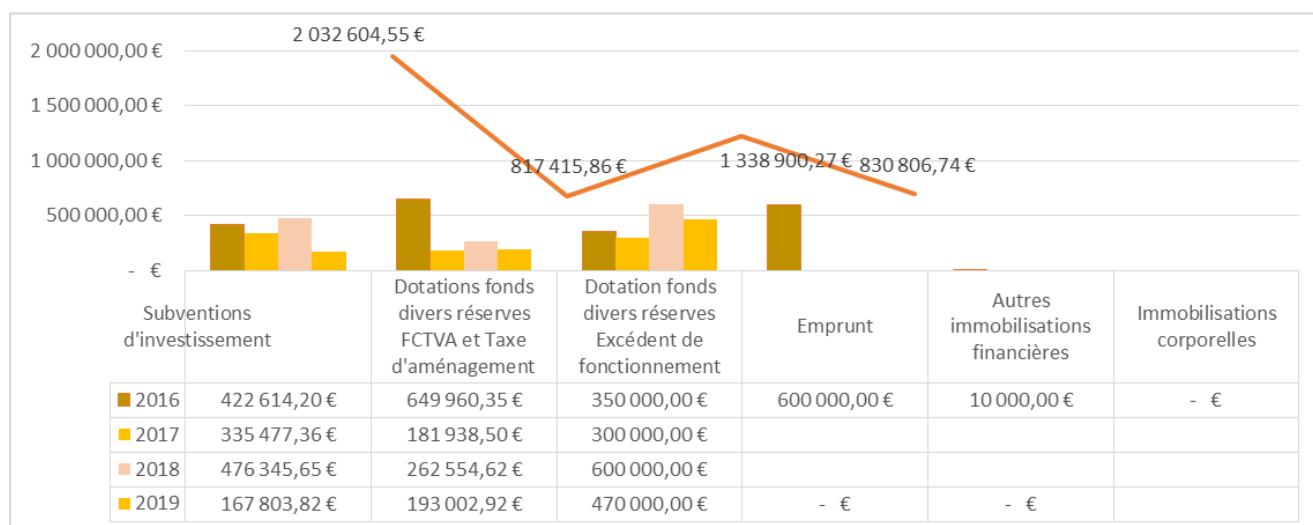 2 032 604,55 €
2 000 000,00 €
1 500 000,00 €
1 000 000,00 €
817 415,86 €
1 338 900,27 €
830 806,74 €
500 000,00 €
- €
Subventions
d'investissement
Dotations fonds
divers réserves
FCTVA et Taxe
d'aménagement
Dotation fonds
divers réserves
Excédent de
fonctionnement
Emprunt
Autres
immobilisations
financières
Immobilisations
corporelles
2016 422 614,20 € 649 960,35 € 350 000,00 € 600 000,00 € 10 000,00 € - €
2017 335 477,36 € 181 938,50 € 300 000,00 €
2018 476 345,65 € 262 554,62 € 600 000,00 €
2019 167 803,82 € 193 002,92 € 470 000,00 € - € - €